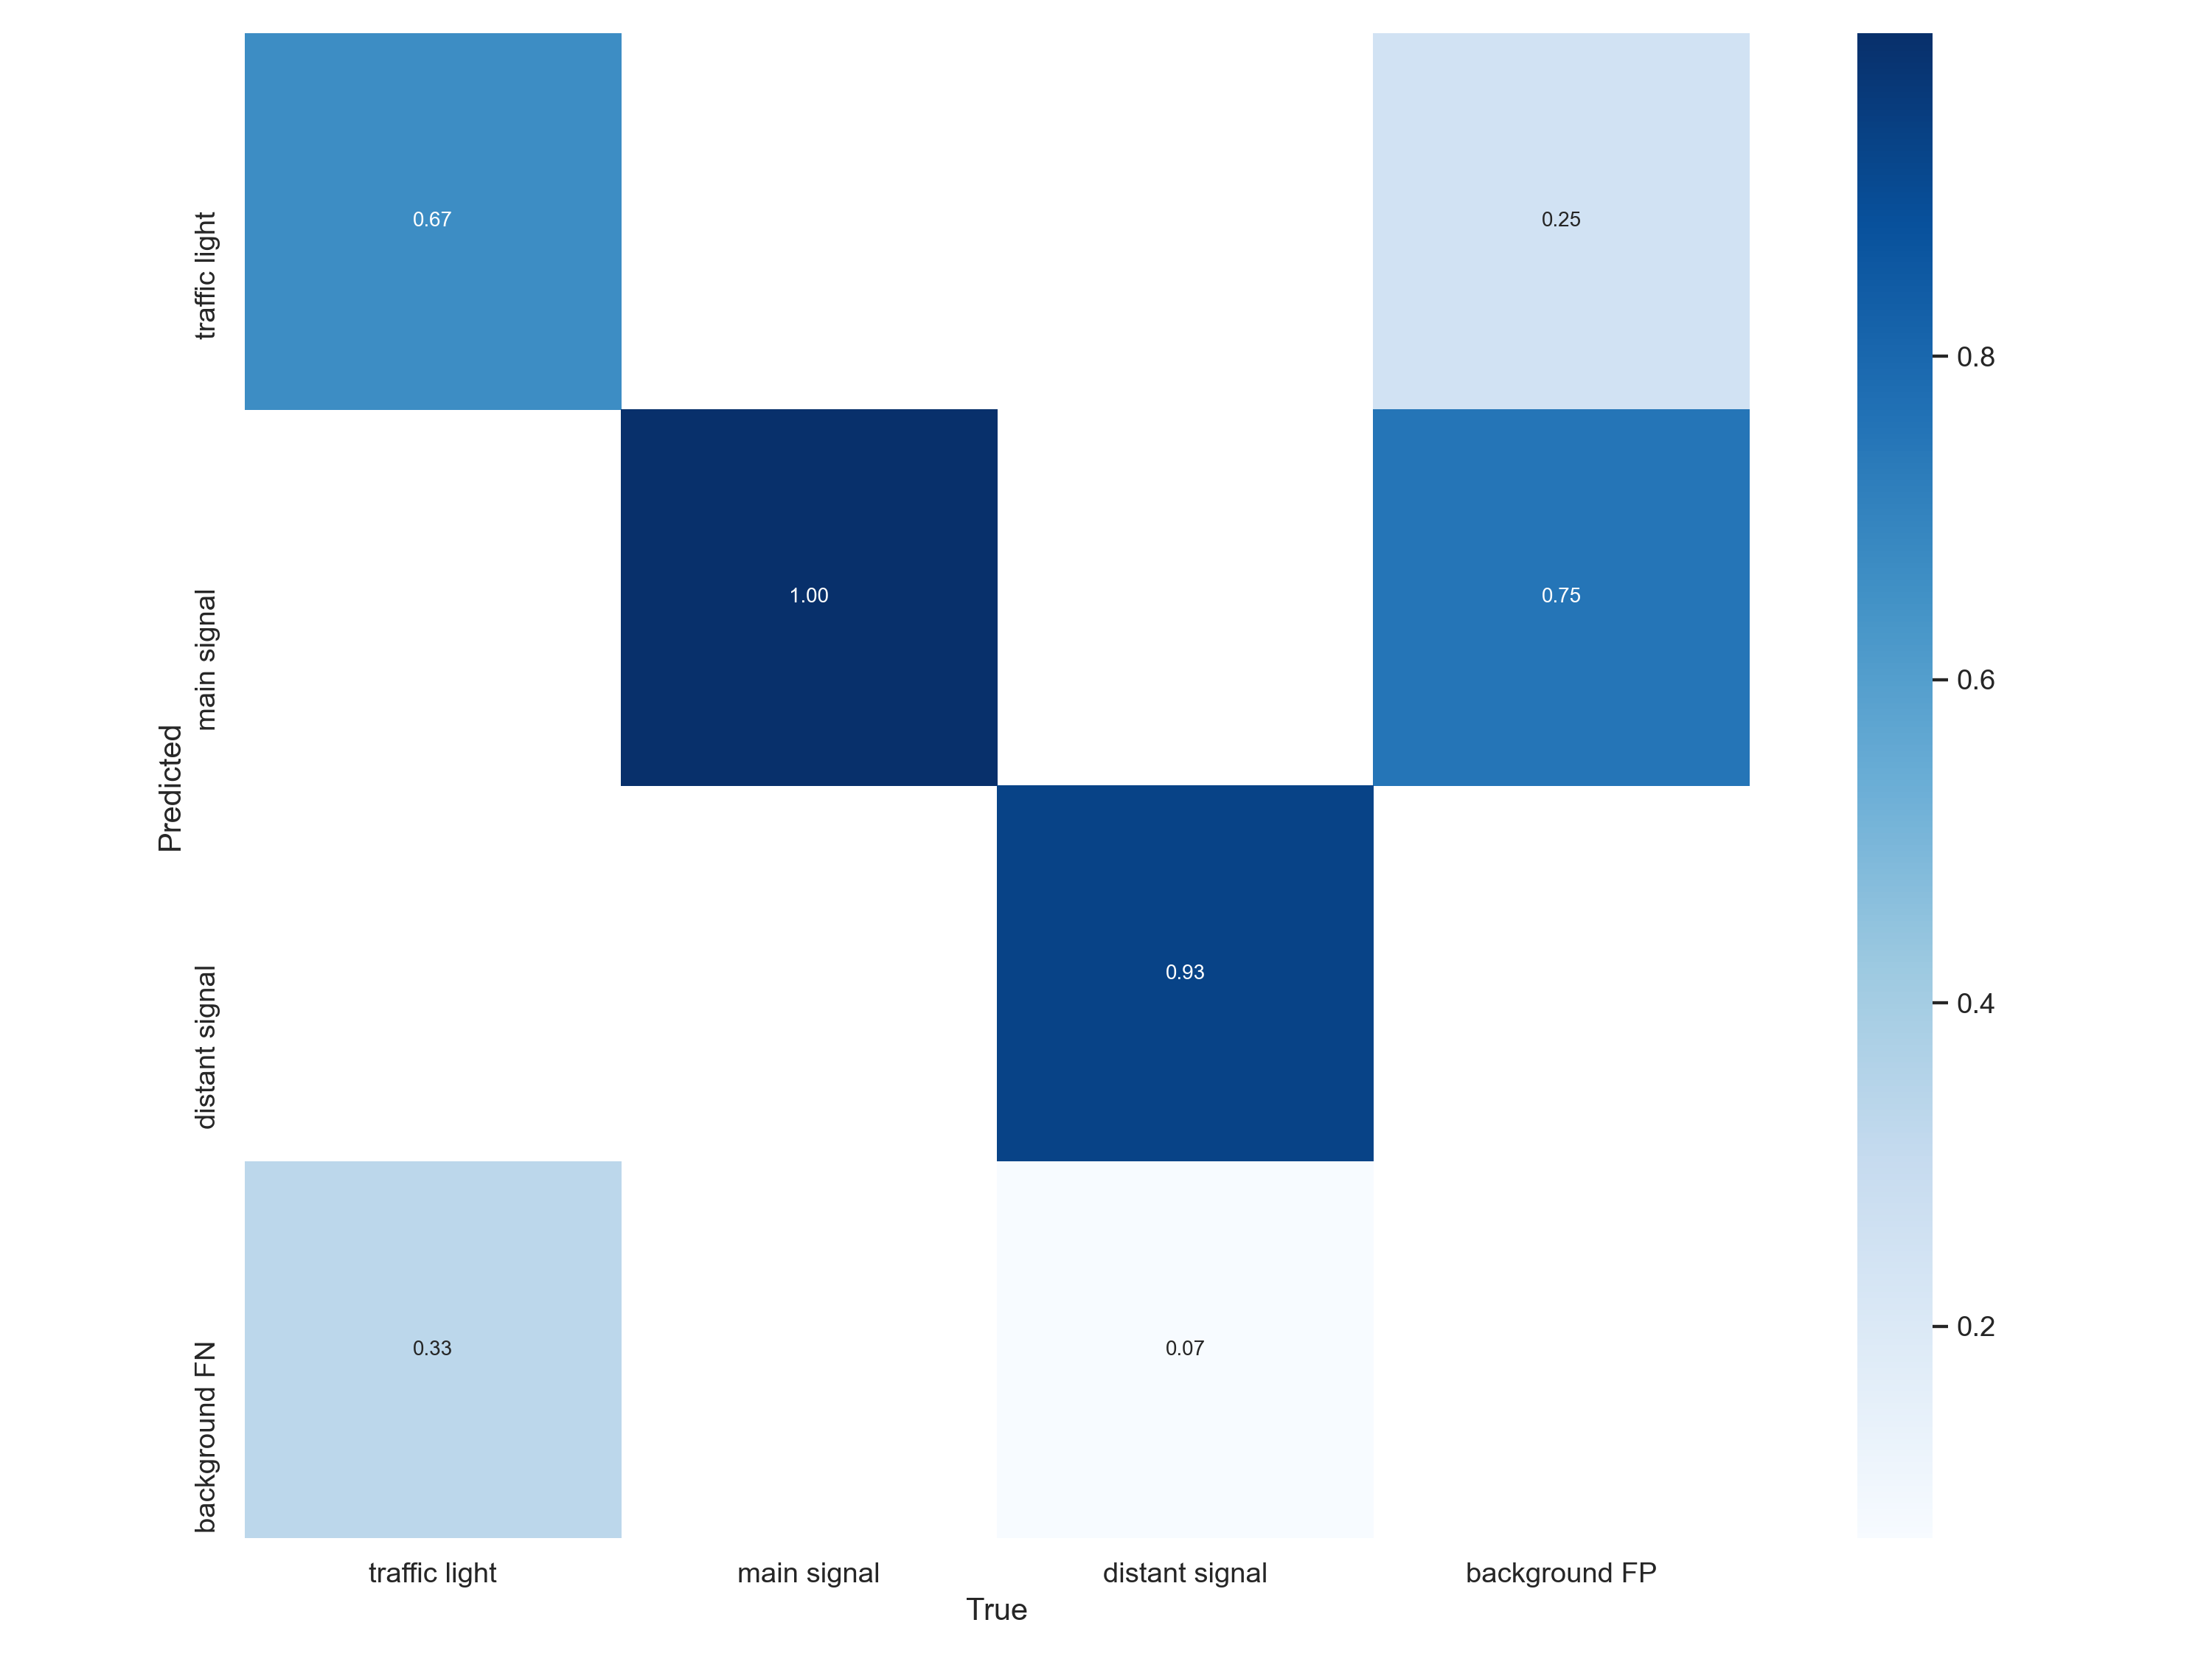 0.67
0.25
1.00
0.75
0.93
0.33
0.07
traffic light
main signal
distant signal
background FN
Predicted
traffic light
main signal
distant signal
background FP
True
0.8
0.6
0.4
0.2